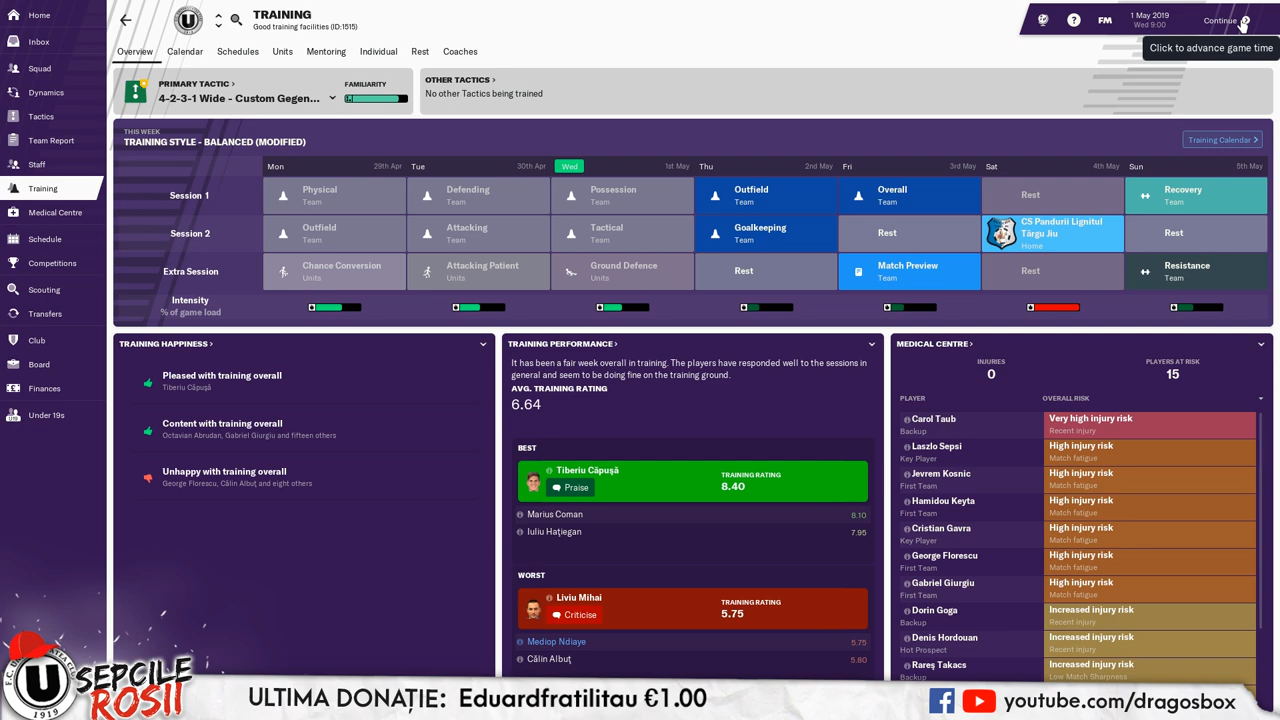 Home
Inbox
Squad
Dynamics
Tactics
Team Report
Staff
Training
Medical Centre
Schedule
Competitions
Scouting
Transfers
Club
Board
Finances
Under 19s
TRAINING
Good training facilities (ID:1515)
FM
1 May 2019
Wed 9:00
Continue
Click to advance game time
Overview Calendar Schedules Units Mentoring Individual Rest Coaches
PRIMARY TACTIC >
4-2-3-1 Wide - Custom Gegen...
FAMILIARITY
OTHER TACTICS >
No other Tactics being trained
THIS WEEK
TRAINING STYLE - BALANCED (MODIFIED)
Training Calendar >
Mon 29th Apr Tue 30th Apr Wed 1st May Thu 2nd May Fri 3rd May Sat 4th May Sun 5th May
Session 1
Physical
Team
Defending
Team
Possession
Team
Outfield
Team
Overall
Team
Rest
Recovery
Team
Session 2
Outfield
Team
Attacking
Team
Tactical
Team
Goalkeeping
Team
Rest
CS Pandurii Lignitul
Târgu Jiu
Home
Rest
Extra Session
Chance Conversion
Units
Attacking Patient
Units
Ground Defence
Units
Rest
Match Preview
Team
Rest
Resistance
Team
Intensity
% of game load
TRAINING HAPPINESS >
Pleased with training overall
Tiberiu Căpuşă
Content with training overall
Octavian Abrudan, Gabriel Giurgiu and fifteen others
Unhappy with training overall
George Florescu, Călin Albuţ and eight others
TRAINING PERFORMANCE >
It has been a fair week overall in training. The players have responded well to the sessions in
general and seem to be doing fine on the training ground.
AVG. TRAINING RATING
6.64
BEST
Tiberiu Căpuşă
Praise
TRAINING RATING
8.40
Marius Coman 8.10
Iuliu Haţiegan 7.95
WORST
Liviu Mihai
Criticise
TRAINING RATING
5.75
Mediop Ndiaye 5.75
Călin Albuţ 5.80
MEDICAL CENTRE >
INJURIES
0
PLAYERS AT RISK
15
PLAYER OVERALL RISK
Carol Taub
Backup
Very high injury risk
Recent injury
Laszlo Sepsi
Key Player
High injury risk
Match fatigue
Jevrem Kosnic
First Team
High injury risk
Match fatigue
Hamidou Keyta
First Team
High injury risk
Match fatigue
Cristian Gavra
Key Player
High injury risk
Match fatigue
George Florescu
First Team
High injury risk
Match fatigue
Gabriel Giurgiu
First Team
High injury risk
Match fatigue
Dorin Goga
Backup
Increased injury risk
Recent injury
Denis Hordouan
Hot Prospect
Increased injury risk
Recent injury
Rareş Takacs
Backup
Increased injury risk
Low Match Sharpness
U
1919
SEPCILE
ROSII
ULTIMA DONAȚIE: Eduardfratilitau €1.00
youtube.com/dragosbox